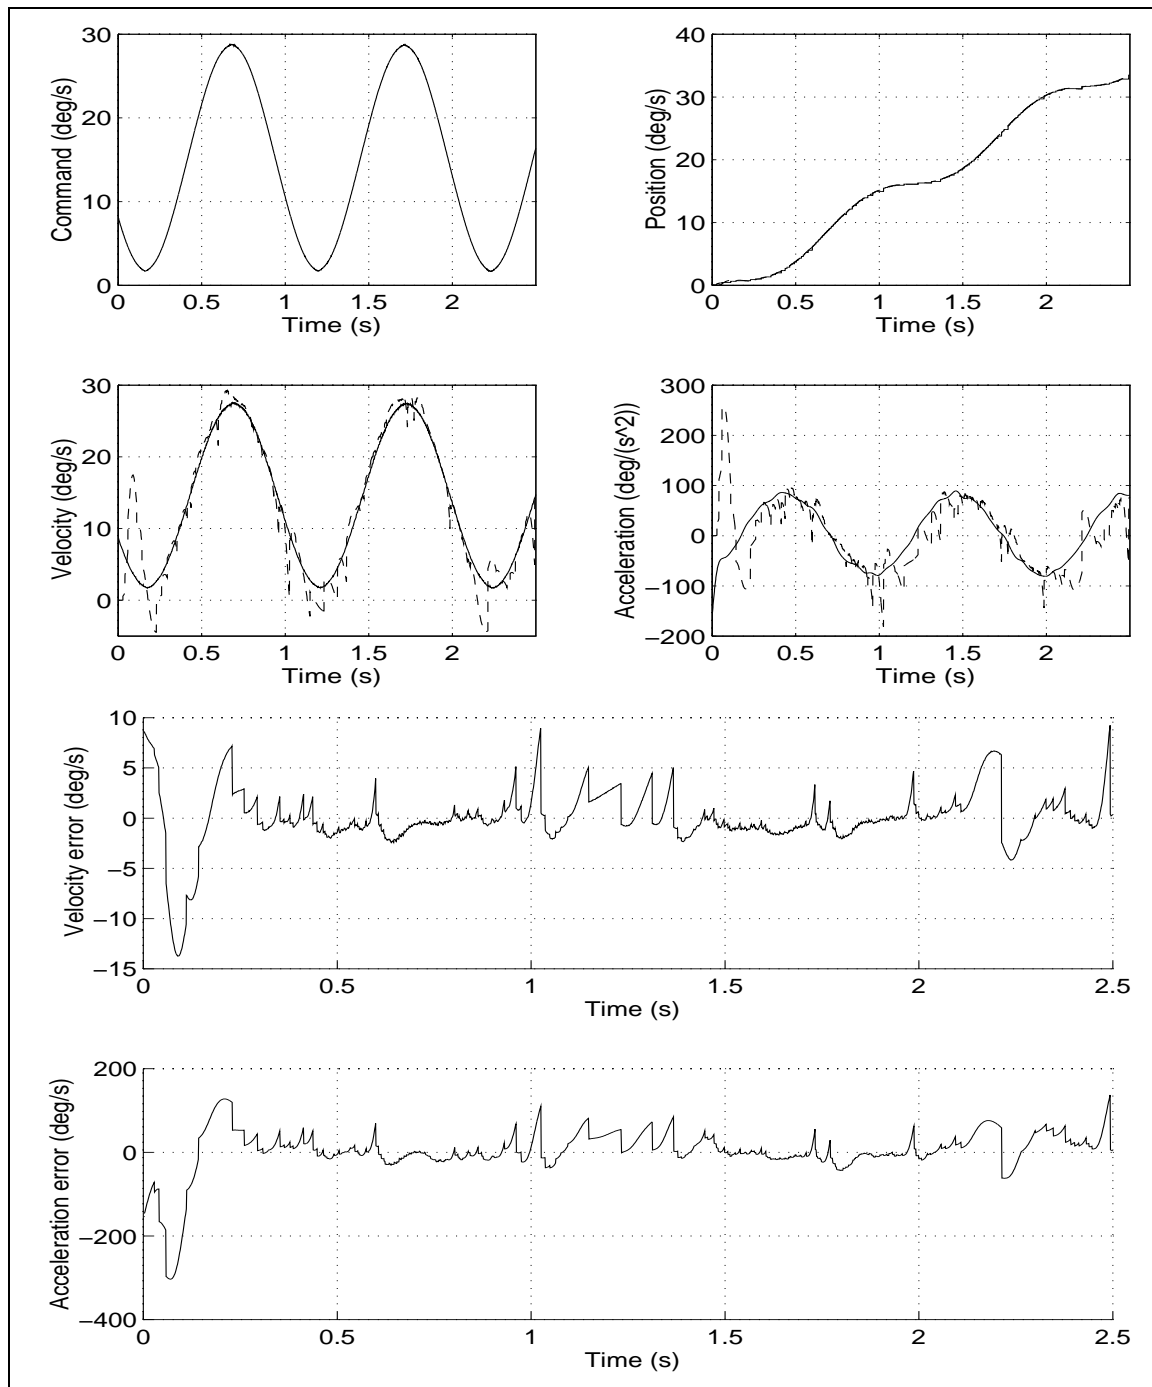 30
20
10
0
Command (deg/s)
0 0.5 1 1.5 2
Time (s)
40
30
20
10
0
Position (deg/s)
0 0.5 1 1.5 2
Time (s)
30
20
10
0
Velocity (deg/s)
0 0.5 1 1.5 2
Time (s)
300
200
100
0
−100
−200
Acceleration (deg/(s^2))
0 0.5 1 1.5 2
Time (s)
10
5
0
−5
−10
−15
Velocity error (deg/s)
0 0.5 1 1.5 2 2.5
Time (s)
200
0
−200
−400
Acceleration error (deg/s)
0 0.5 1 1.5 2 2.5
Time (s)